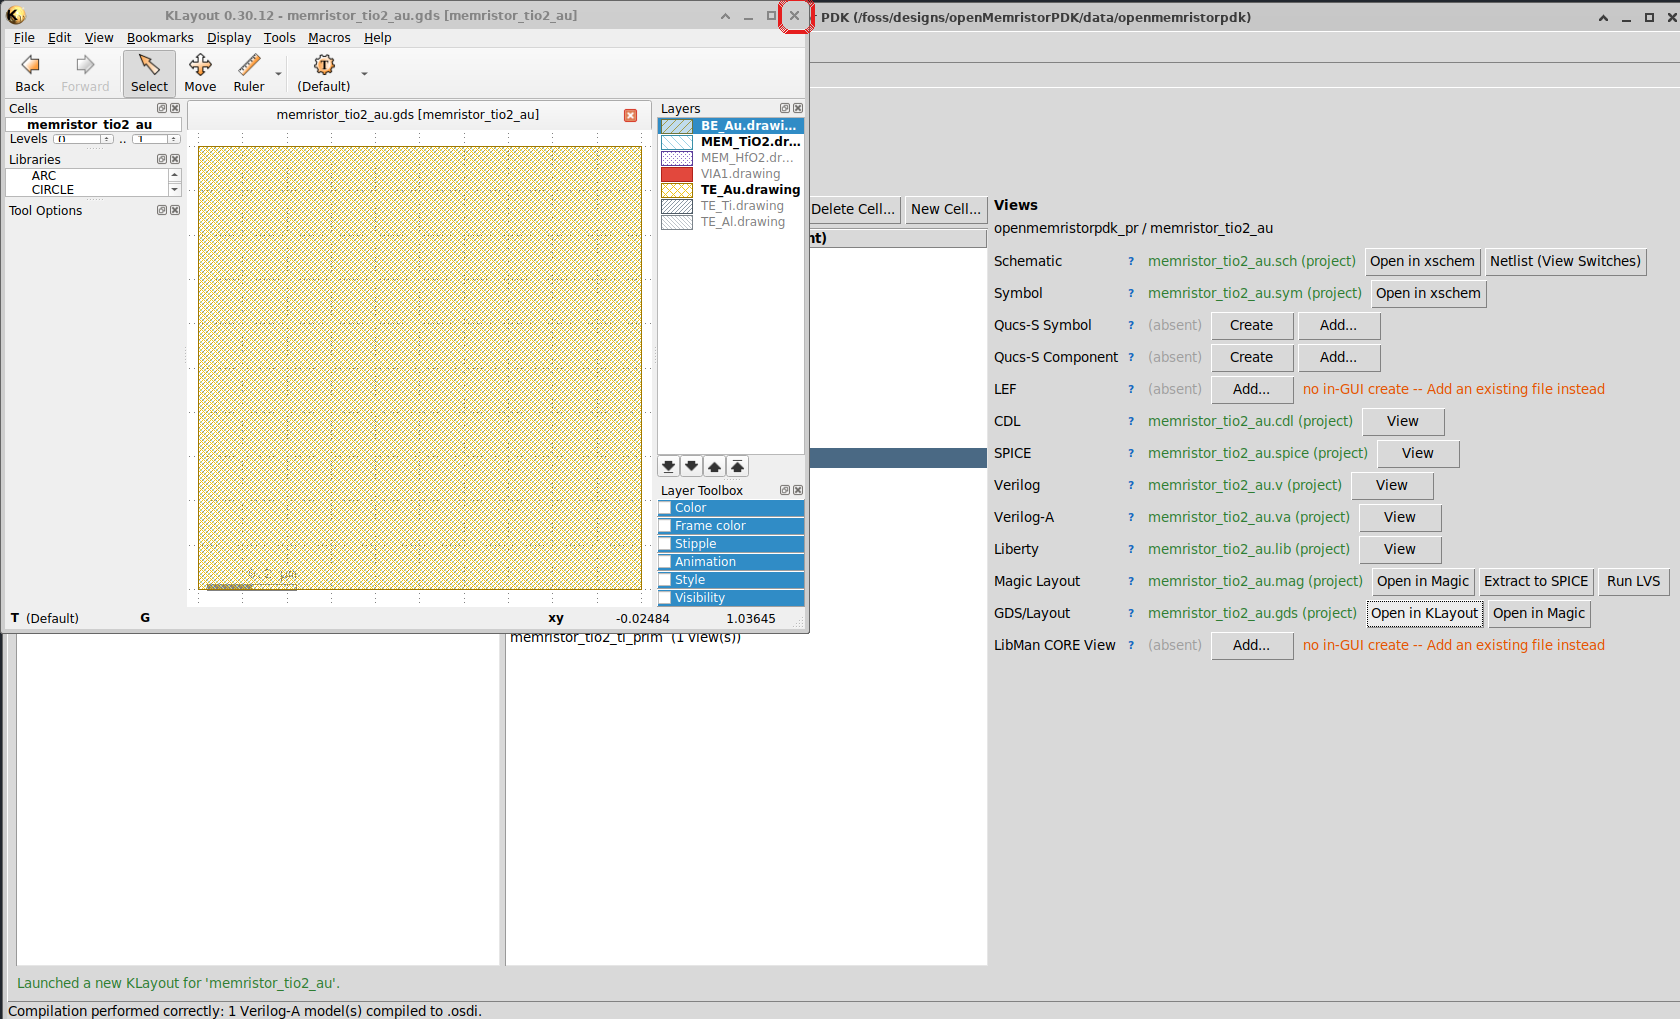 KLayout 0.30.12 - memristor_tio2_au.gds [memristor_tio2_au]
PDK (/foss/designs/openMemristorPDK/data/openmemristorpdk)
File Edit View Bookmarks Display Tools Macros Help
Back Forward Select Move Ruler (Default)
Cells
memristor_tio2_au
Levels 0 .. 1
Libraries
ARC
CIRCLE
Tool Options
memristor_tio2_au.gds [memristor_tio2_au]
Layers
BE_Au.drawi...
MEM_TiO2.dr...
MEM_HfO2.dr...
VIA1.drawing
TE_Au.drawing
TE_Ti.drawing
TE_Al.drawing
Layer Toolbox
Color
Frame color
Stipple
Animation
Style
Visibility
0.2 µm
T (Default) G xy -0.02484 1.03645
Delete Cell... New Cell...
nt)
memristor_tio2_ti_prim (1 view(s))
Views
openmemristorpdk_pr / memristor_tio2_au
Schematic ? memristor_tio2_au.sch (project) Open in xschem Netlist (View Switches)
Symbol ? memristor_tio2_au.sym (project) Open in xschem
Qucs-S Symbol ? (absent) Create Add...
Qucs-S Component ? (absent) Create Add...
LEF ? (absent) Add... no in-GUI create -- Add an existing file instead
CDL ? memristor_tio2_au.cdl (project) View
SPICE ? memristor_tio2_au.spice (project) View
Verilog ? memristor_tio2_au.v (project) View
Verilog-A ? memristor_tio2_au.va (project) View
Liberty ? memristor_tio2_au.lib (project) View
Magic Layout ? memristor_tio2_au.mag (project) Open in Magic Extract to SPICE Run LVS
GDS/Layout ? memristor_tio2_au.gds (project) Open in KLayout Open in Magic
LibMan CORE View ? (absent) Add... no in-GUI create -- Add an existing file instead
Launched a new KLayout for 'memristor_tio2_au'.
Compilation performed correctly: 1 Verilog-A model(s) compiled to .osdi.